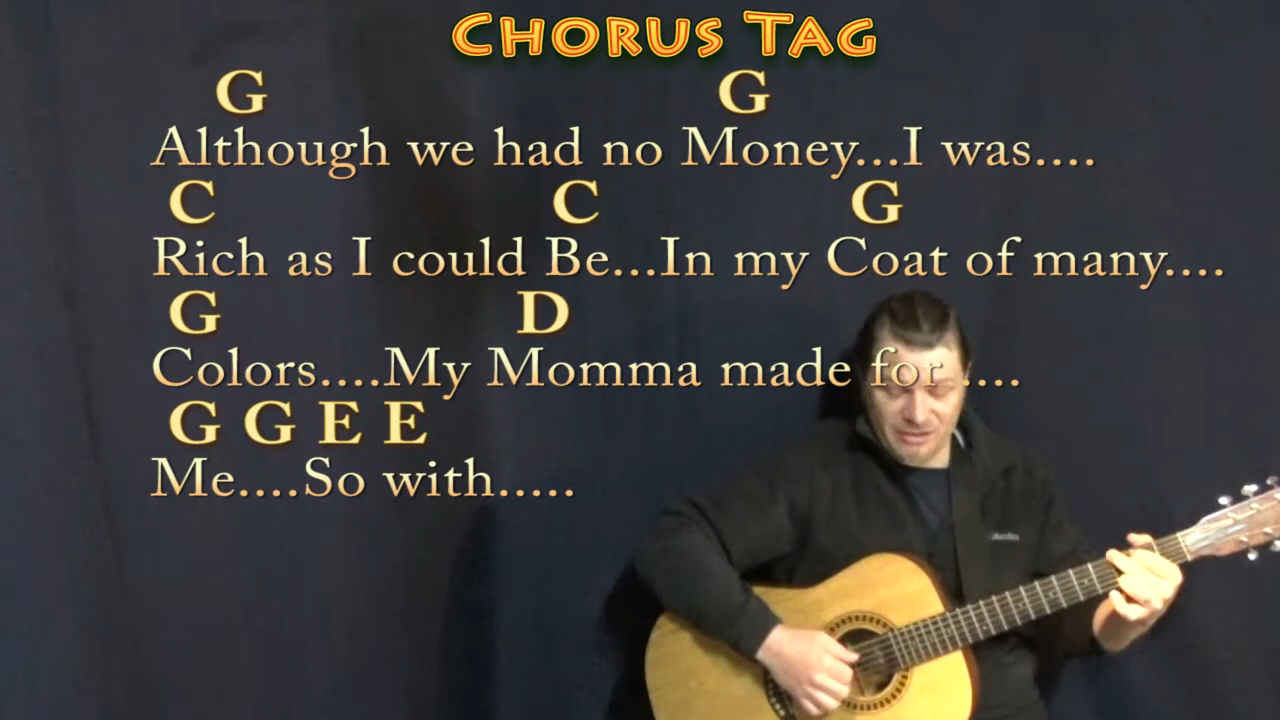 Chorus Tag
G G
Although we had no Money...I was....
C C G
Rich as I could Be...In my Coat of many....
G D
Colors....My Momma made for ....
G G E E
Me....So with.....
Columbia